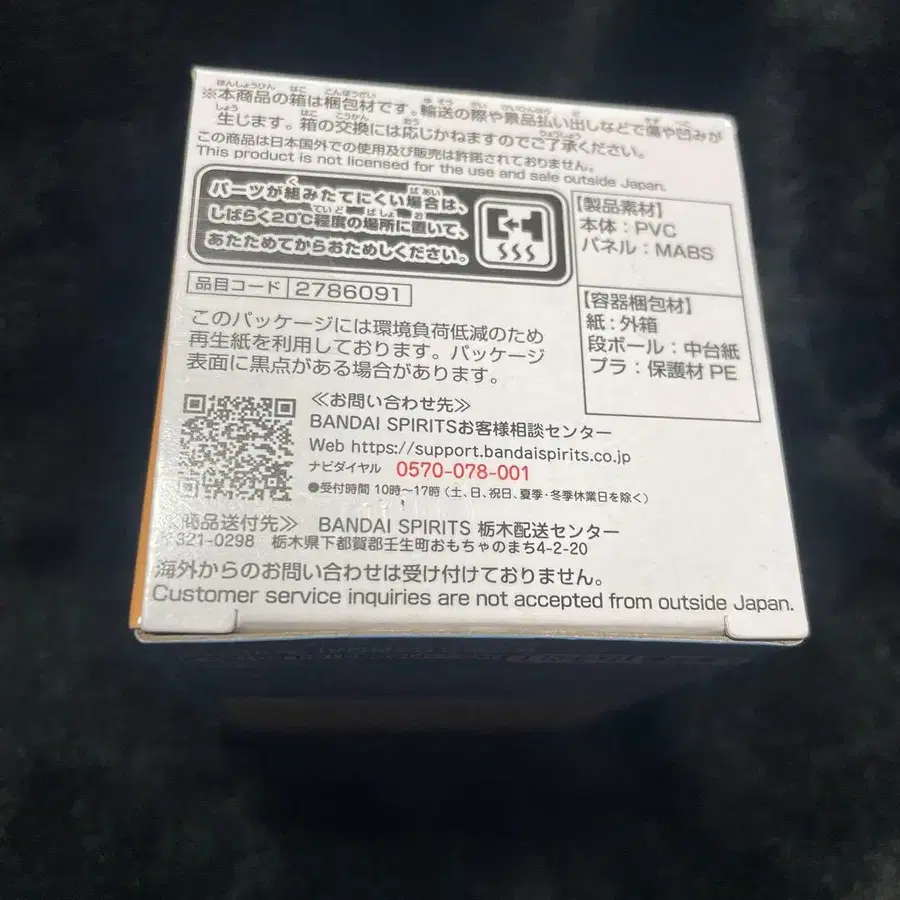 ※本商品の箱は梱包材です。輸送の際や景品払い出しなどで傷や凹みが
生じます。箱の交換には応じかねますのでご了承ください。
この商品は日本国外での使用及び販売は許諾されておりません。
This product is not licensed for the use and sale outside Japan.
パーツが組みたてにくい場合は、
しばらく20℃程度の場所に置いて、
あたためてからおためしください。
【製品素材】
本体:PVC
パネル:MABS
品目コード 2786091
【容器梱包材】
紙:外箱
段ボール:中台紙
プラ:保護材 PE
このパッケージには環境負荷低減のため
再生紙を利用しております。パッケージ
表面に黒点がある場合があります。
≪お問い合わせ先≫
BANDAI SPIRITSお客様相談センター
Web https://support.bandaispirits.co.jp
ナビダイヤル 0570-078-001
●受付時間 10時〜17時(土、日、祝日、夏季・冬季休業日を除く)
商品送付先≫ BANDAI SPIRITS 栃木配送センター
321-0298 栃木県下都賀郡壬生町おもちゃのまち4-2-20
海外からのお問い合わせは受け付けておりません。
Customer service inquiries are not accepted from outside Japan.